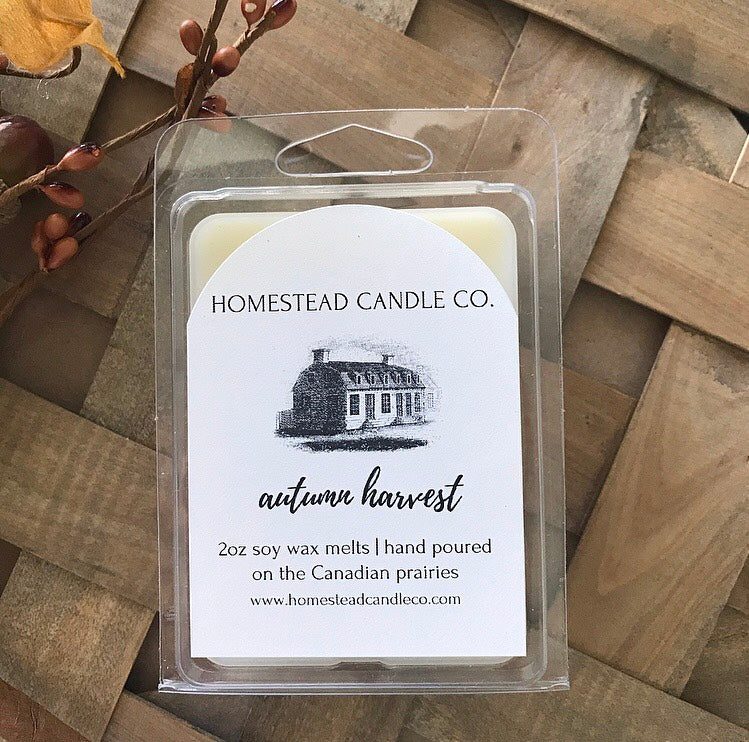 HOMESTEAD CANDLE CO.
autumn harvest
2oz soy wax melts | hand poured
on the Canadian prairies
www.homesteadcandleco.com